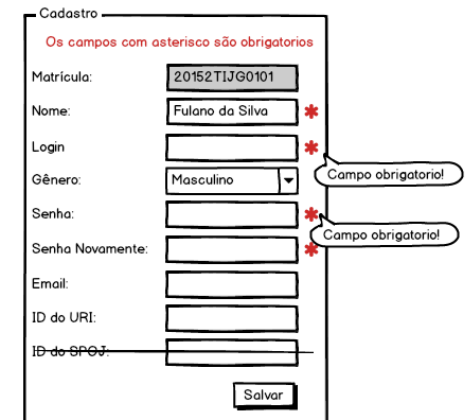 Cadastro
Os campos com asterisco são obrigatorios
Matrícula: 20152TIJG0101
Nome: Fulano da Silva *
Login *
Campo obrigatorio!
Gênero: Masculino
Senha: *
Campo obrigatorio!
Senha Novamente: *
Email:
ID do URI:
ID do SPOJ:
Salvar